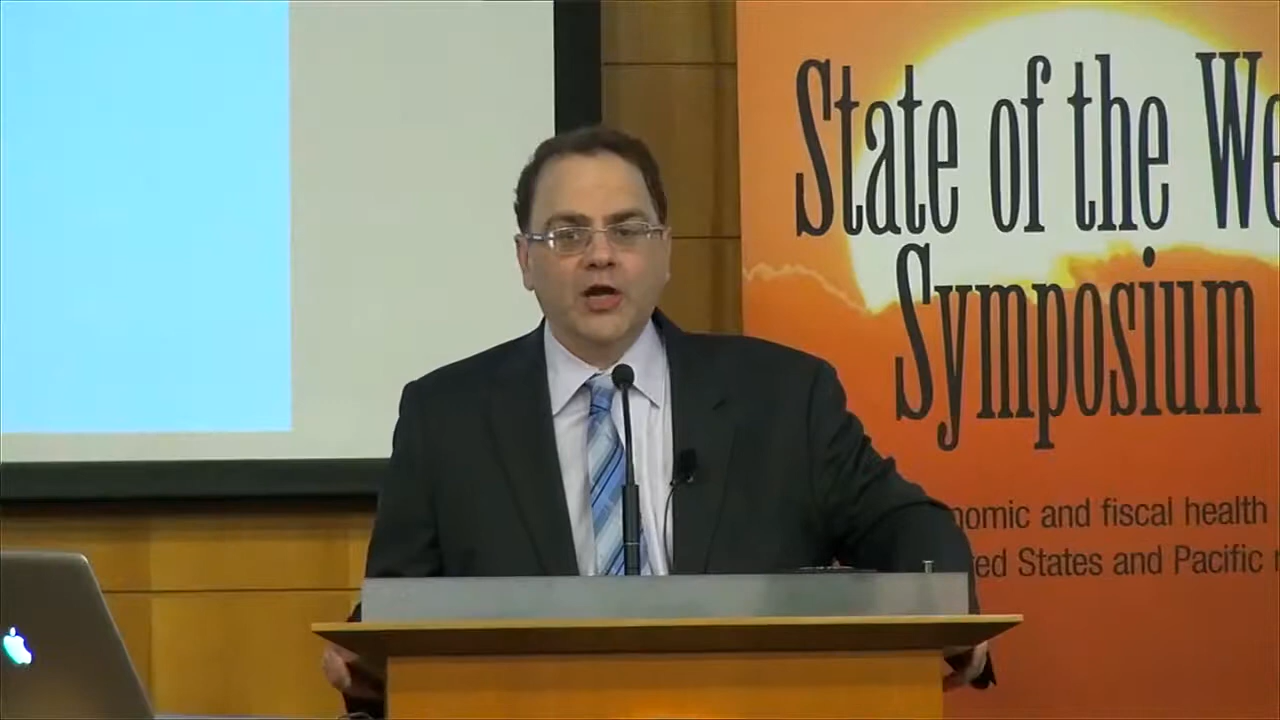 State of the We
Symposium
nomic and fiscal health
ed States and Pacific